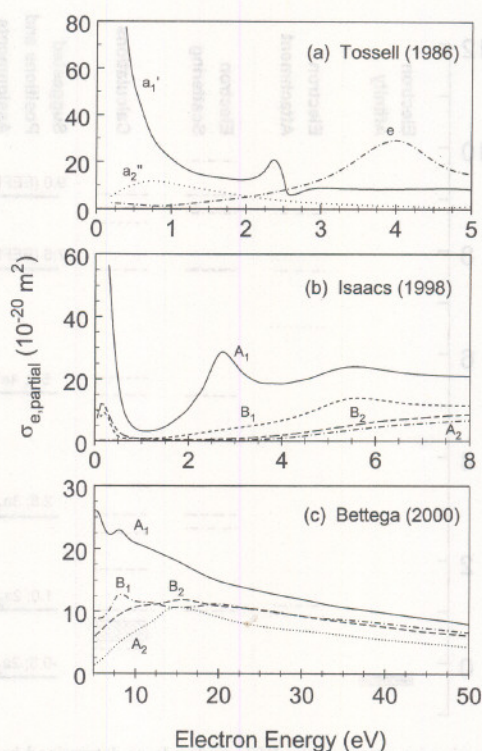 80
60
40
20
0
(a) Tossell (1986)
a₁'
a₂"
e
0 1 2 3 4 5
60
40
20
0
(b) Isaacs (1998)
A₁
B₁
B₂
A₂
0 2 4 6 8
σe,partial (10⁻²⁰ m²)
30
20
10
0
(c) Bettega (2000)
A₁
B₁
B₂
A₂
10 20 30 40 50
Electron Energy (eV)